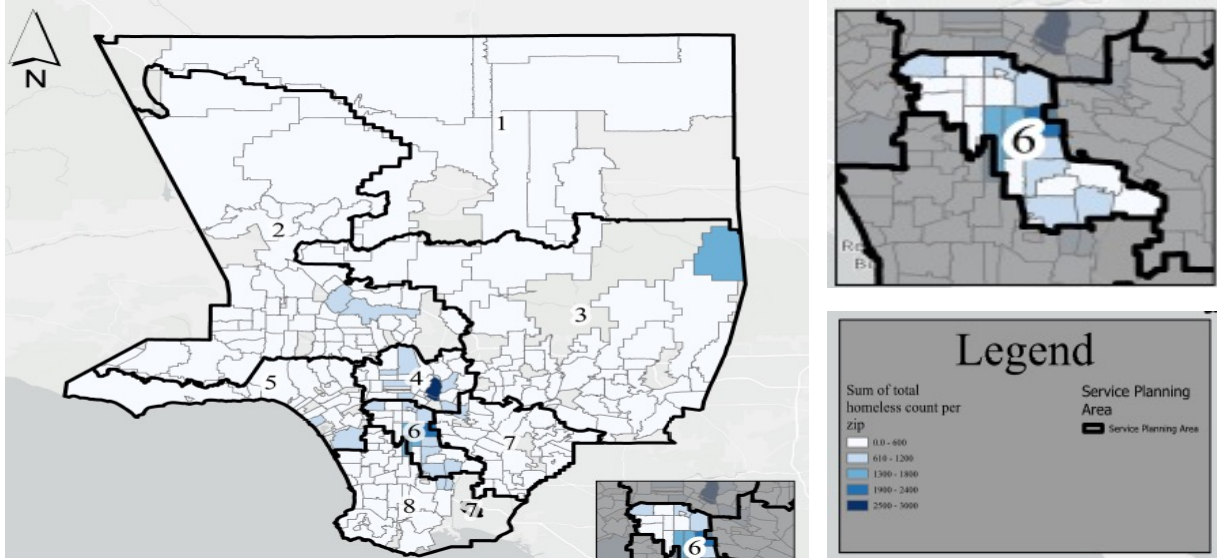 N
1
2
3
4
5
6
7
8
7
6
6
Re
B
Legend
Sum of total
homeless count per
zip
0.0 - 600
610 - 1200
1300 - 1800
1900 - 2400
2500 - 3000
Service Planning
Area
Service Planning Area